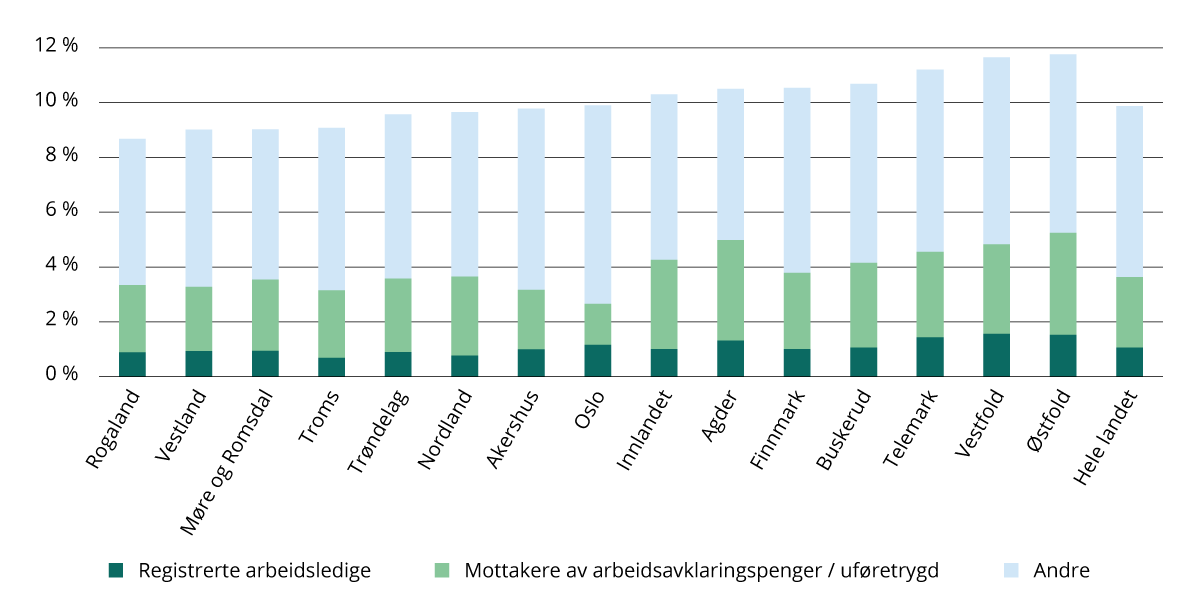 12 %
10 %
8 %
6 %
4 %
2 %
0 %
Rogaland
Vestland
Møre og Romsdal
Troms
Trøndelag
Nordland
Akershus
Oslo
Innlandet
Agder
Finnmark
Buskerud
Telemark
Vestfold
Østfold
Hele landet
Registrerte arbeidsledige
Mottakere av arbeidsavklaringspenger / uføretrygd
Andre